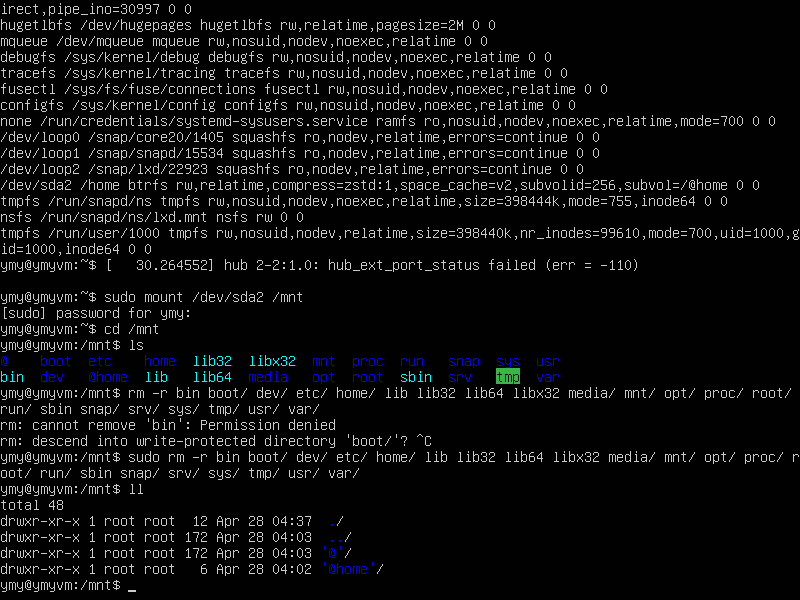 irect,pipe_ino=30997 0 0
hugetlbfs /dev/hugepages hugetlbfs rw,relatime,pagesize=2M 0 0
mqueue /dev/mqueue mqueue rw,nosuid,nodev,noexec,relatime 0 0
debugfs /sys/kernel/debug debugfs rw,nosuid,nodev,noexec,relatime 0 0
tracefs /sys/kernel/tracing tracefs rw,nosuid,nodev,noexec,relatime 0 0
fusectl /sys/fs/fuse/connections fusectl rw,nosuid,nodev,noexec,relatime 0 0
configfs /sys/kernel/config configfs rw,nosuid,nodev,noexec,relatime 0 0
none /run/credentials/systemd-sysusers.service ramfs ro,nosuid,nodev,noexec,relatime,mode=700 0 0
/dev/loop0 /snap/core20/1405 squashfs ro,nodev,relatime,errors=continue 0 0
/dev/loop1 /snap/snapd/15534 squashfs ro,nodev,relatime,errors=continue 0 0
/dev/loop2 /snap/lxd/22923 squashfs ro,nodev,relatime,errors=continue 0 0
/dev/sda2 /home btrfs rw,relatime,compress=zstd:1,space_cache=v2,subvolid=256,subvol=/@home 0 0
tmpfs /run/snapd/ns tmpfs rw,nosuid,nodev,noexec,relatime,size=398444k,mode=755,inode64 0 0
nsfs /run/snapd/ns/lxd.mnt nsfs rw 0 0
tmpfs /run/user/1000 tmpfs rw,nosuid,nodev,relatime,size=398440k,nr_inodes=99610,mode=700,uid=1000,g
id=1000,inode64 0 0
ymy@ymyvm:~$ [   30.264552] hub 2-2:1.0: hub_ext_port_status failed (err = -110)
ymy@ymyvm:~$ sudo mount /dev/sda2 /mnt
[sudo] password for ymy:
ymy@ymyvm:~$ cd /mnt
ymy@ymyvm:/mnt$ ls
@    boot  etc    home  lib32  libx32  mnt  proc  run   snap  sys  usr
bin  dev   @home  lib   lib64  media   opt  root  sbin  srv   tmp  var
ymy@ymyvm:/mnt$ rm -r bin boot/ dev/ etc/ home/ lib lib32 lib64 libx32 media/ mnt/ opt/ proc/ root/
run/ sbin snap/ srv/ sys/ tmp/ usr/ var/
rm: cannot remove 'bin': Permission denied
rm: descend into write-protected directory 'boot/'? ^C
ymy@ymyvm:/mnt$ sudo rm -r bin boot/ dev/ etc/ home/ lib lib32 lib64 libx32 media/ mnt/ opt/ proc/ r
oot/ run/ sbin snap/ srv/ sys/ tmp/ usr/ var/
ymy@ymyvm:/mnt$ ll
total 48
drwxr-xr-x 1 root root  12 Apr 28 04:37  ./
drwxr-xr-x 1 root root 172 Apr 28 04:03  ../
drwxr-xr-x 1 root root 172 Apr 28 04:03 '@'/
drwxr-xr-x 1 root root   6 Apr 28 04:02 '@home'/
ymy@ymyvm:/mnt$ _